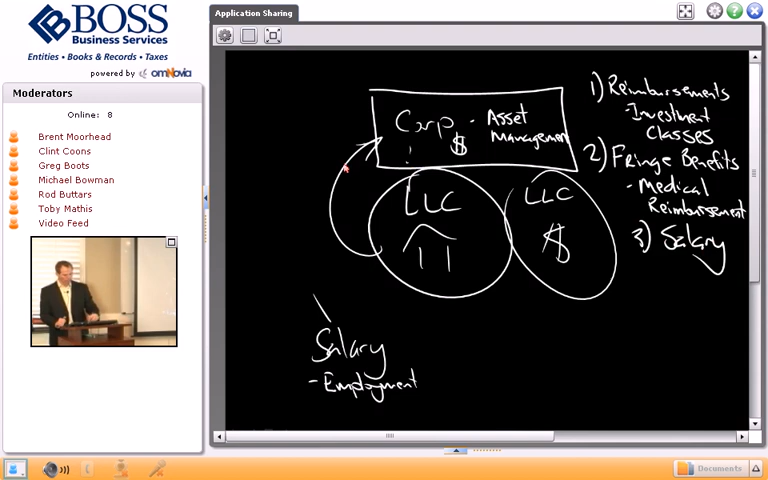 BOSS
Business Services
Entities • Books & Records • Taxes
powered by omNovia
Moderators
Online: 8
Brent Moorhead
Clint Coons
Greg Boots
Michael Bowman
Rod Buttars
Toby Mathis
Video Feed
Application Sharing
Corp - Asset
$ Management
LLC
LLC
$
1) Reimbursements
- Investment
Classes
2) Fringe Benefits
- Medical
Reimbursement
3) Salary
Salary
- Employment
Documents